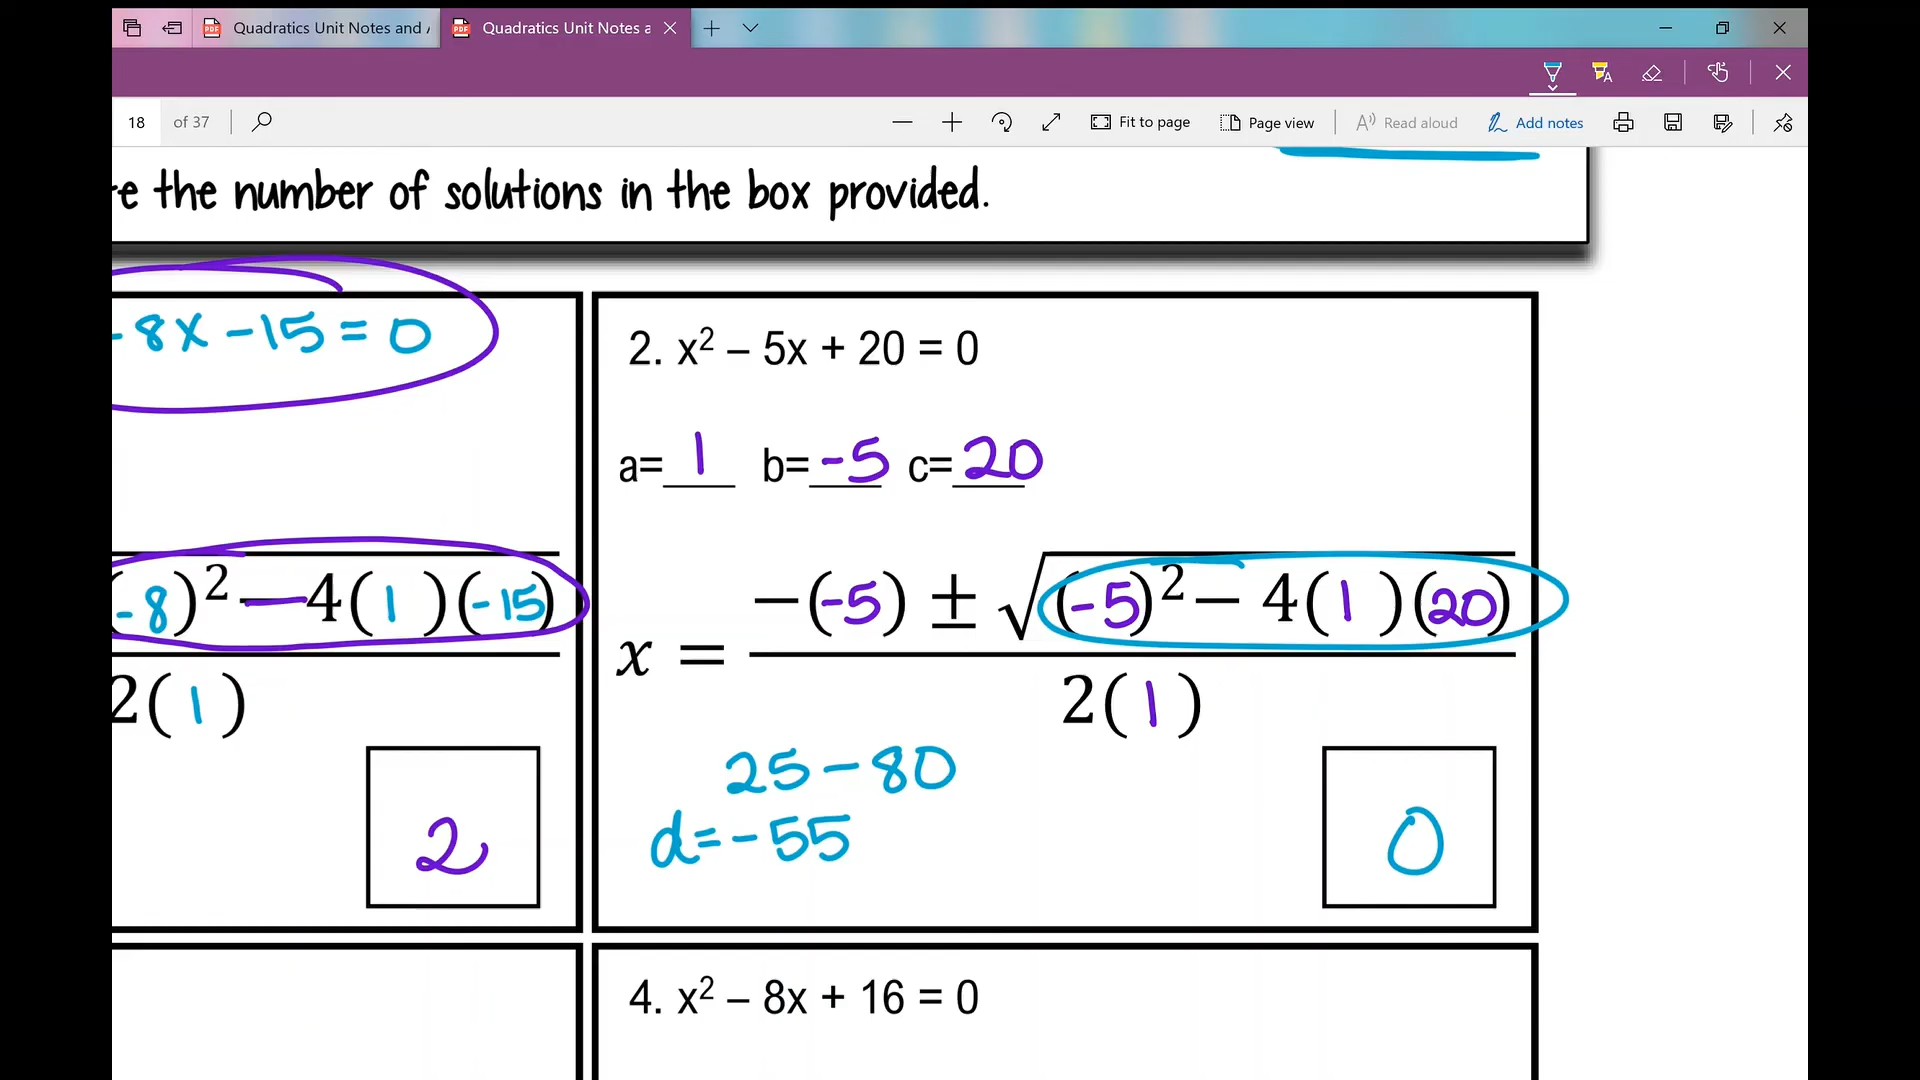 Quadratics Unit Notes and Quadratics Unit Notes a
18 of 37 Fit to page Page view Read aloud Add notes
the number of solutions in the box provided.
-8x -15 = 0
2. x² – 5x + 20 = 0
a= 1 b= -5 c= 20
(-8)² - 4(1)(-15)
2(1)
x = −(-5) ± √(-5)² − 4(1)(20)
2(1)
25 - 80
d = -55
2
0
4. x² – 8x + 16 = 0